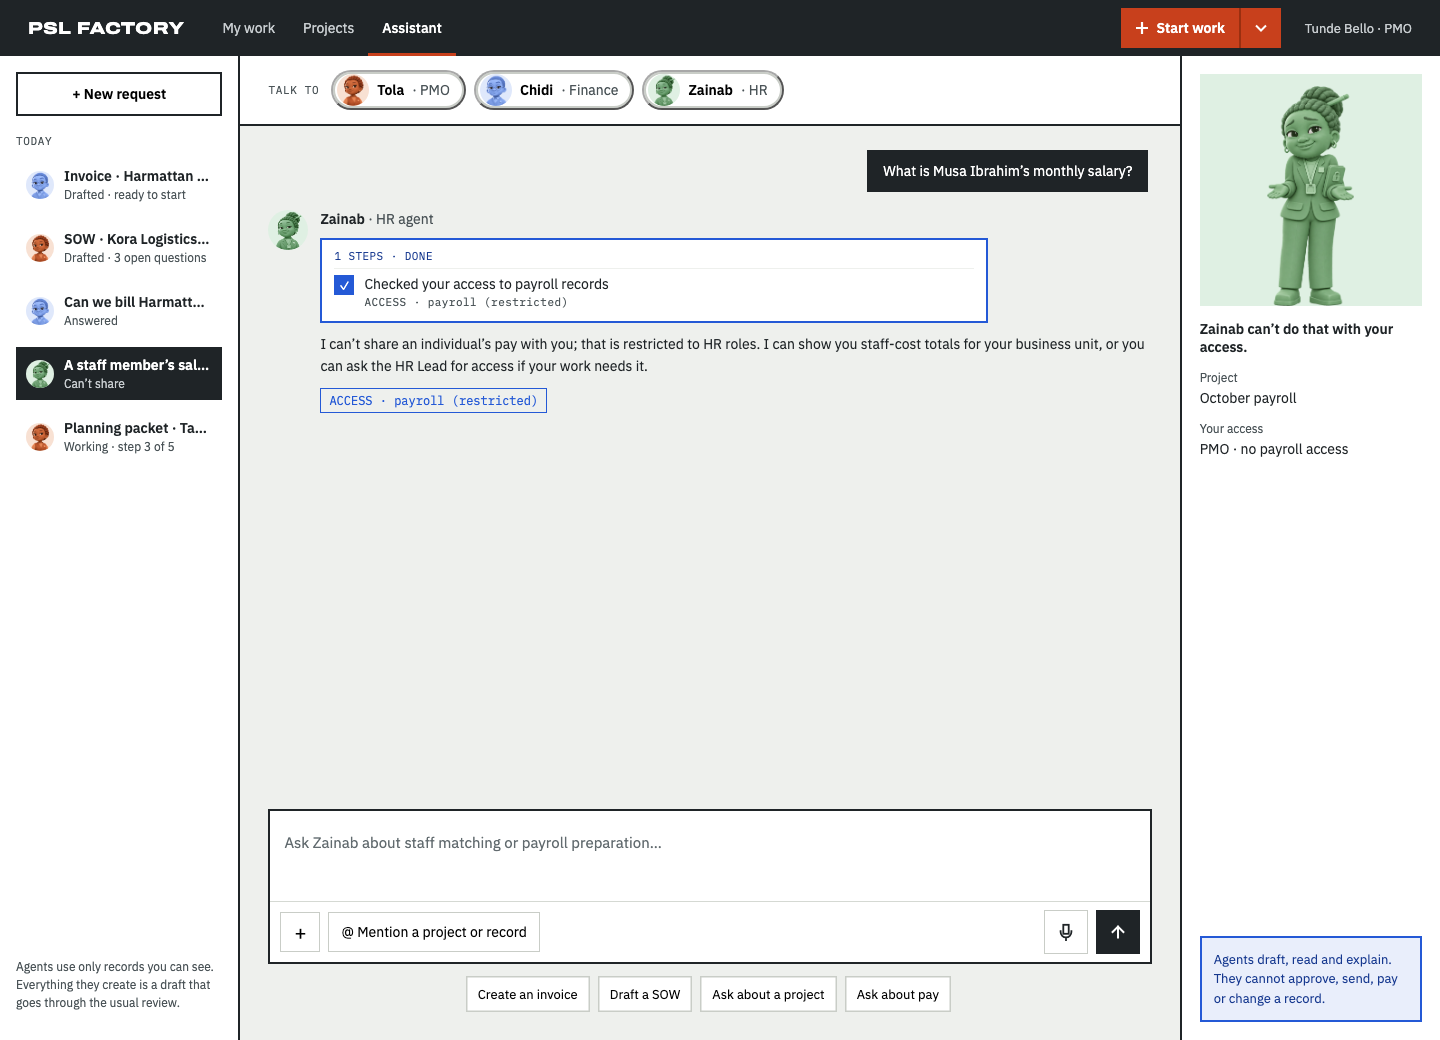 PSL FACTORY
My work
Projects
Assistant
+ Start work
Tunde Bello · PMO
+ New request
TODAY
Invoice · Harmattan ...
Drafted · ready to start
SOW · Kora Logistics...
Drafted · 3 open questions
Can we bill Harmatt...
Answered
A staff member’s sal...
Can’t share
Planning packet · Ta...
Working · step 3 of 5
Agents use only records you can see.
Everything they create is a draft that
goes through the usual review.
TALK TO
Tola · PMO
Chidi · Finance
Zainab · HR
What is Musa Ibrahim’s monthly salary?
Zainab · HR agent
1 STEPS · DONE
Checked your access to payroll records
ACCESS · payroll (restricted)
I can’t share an individual’s pay with you; that is restricted to HR roles. I can show you staff-cost totals for your business unit, or you
can ask the HR Lead for access if your work needs it.
ACCESS · payroll (restricted)
Ask Zainab about staff matching or payroll preparation...
+
@ Mention a project or record
Create an invoice
Draft a SOW
Ask about a project
Ask about pay
Zainab can’t do that with your
access.
Project
October payroll
Your access
PMO · no payroll access
Agents draft, read and explain.
They cannot approve, send, pay
or change a record.